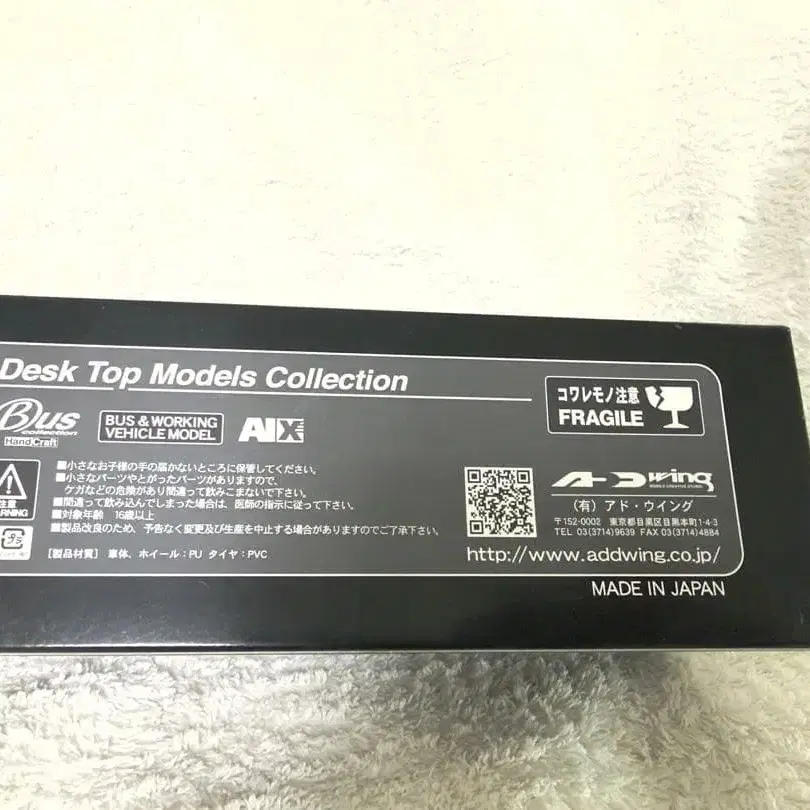 Desk Top Models Collection
コワレモノ注意
FRAGILE
Bus
collection
Hand Craft
BUS & WORKING
VEHICLE MODEL
AIX
注意
■小さなお子様の手の届かないところに保管してください。
■小さなパーツやとがったパーツがありますので、
ケガなどの危険があり間違って飲みこまないで下さい。
■間違って飲み込んでしまった場合は、医師の指示に従って下さい。
■対象年齢 16歳以上
■製品改良のため、予告なく変更及び生産を中止する場合がありますのでご了承下さい。
プラ
[製品材質] 車体、ホイール:PU タイヤ:PVC
ADDwing
(有)アド・ウイング
〒152-0002 東京都目黒区目黒本町1-4-3
TEL 03(3714)9639 FAX 03(3714)4884
http://www.addwing.co.jp/
MADE IN JAPAN